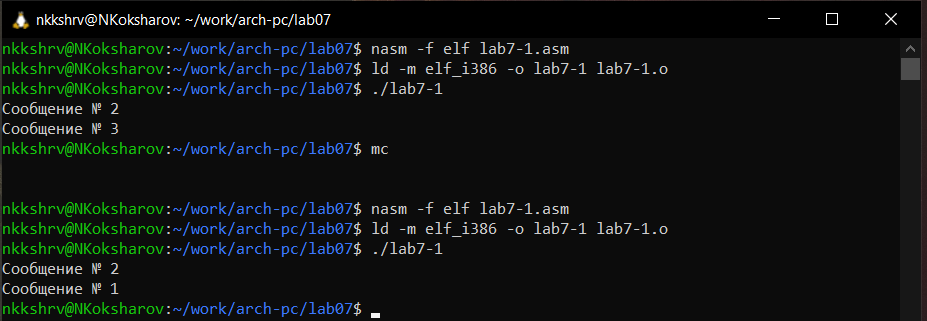 nkkshrv@NKoksharov: ~/work/arch-pc/lab07
nkkshrv@NKoksharov:~/work/arch-pc/lab07$ nasm -f elf lab7-1.asm
nkkshrv@NKoksharov:~/work/arch-pc/lab07$ ld -m elf_i386 -o lab7-1 lab7-1.o
nkkshrv@NKoksharov:~/work/arch-pc/lab07$ ./lab7-1
Сообщение № 2
Сообщение № 3
nkkshrv@NKoksharov:~/work/arch-pc/lab07$ mc
nkkshrv@NKoksharov:~/work/arch-pc/lab07$ nasm -f elf lab7-1.asm
nkkshrv@NKoksharov:~/work/arch-pc/lab07$ ld -m elf_i386 -o lab7-1 lab7-1.o
nkkshrv@NKoksharov:~/work/arch-pc/lab07$ ./lab7-1
Сообщение № 2
Сообщение № 1
nkkshrv@NKoksharov:~/work/arch-pc/lab07$